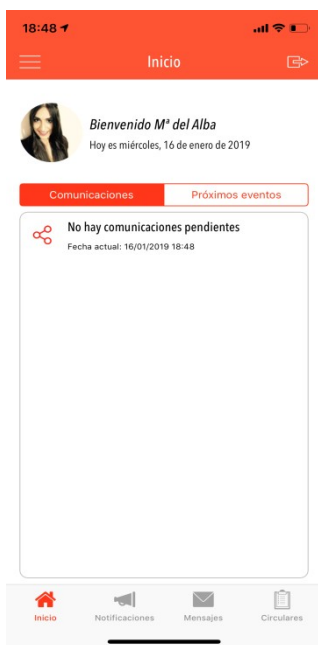 18:48
Inicio
Bienvenido Mª del Alba
Hoy es miércoles, 16 de enero de 2019
Comunicaciones
Próximos eventos
No hay comunicaciones pendientes
Fecha actual: 16/01/2019 18:48
Inicio
Notificaciones
Mensajes
Circulares